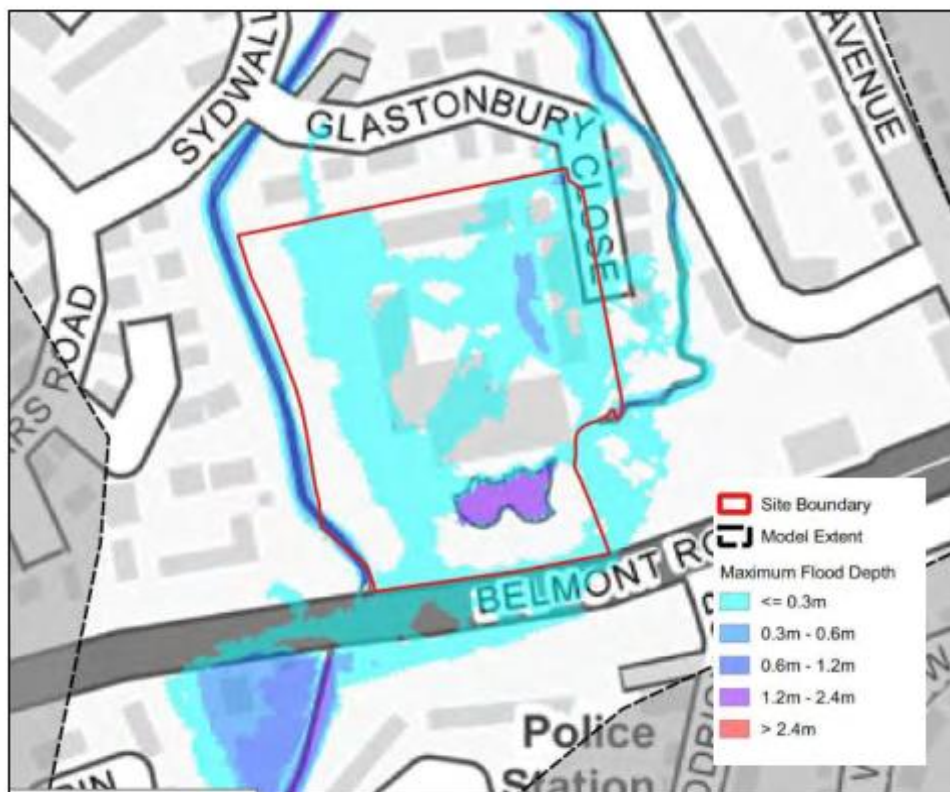 SYDWALL
GLASTONBURY
CLOSE
AVENUE
RS ROAD
BELMONT RO
Police
Station
Site Boundary
Model Extent
Maximum Flood Depth
<= 0.3m
0.3m - 0.6m
0.6m - 1.2m
1.2m - 2.4m
> 2.4m